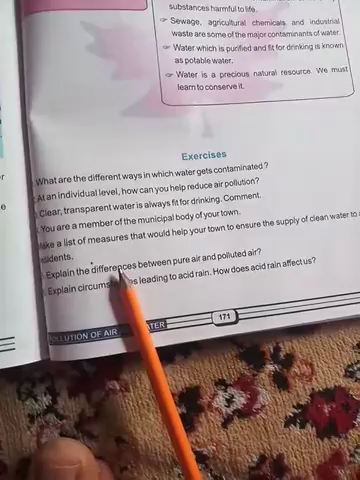 substances harmful to life.
☞ Sewage, agricultural chemicals and industrial
waste are some of the major contaminants of water.
☞ Water which is purified and fit for drinking is known
as potable water.
☞ Water is a precious natural resource. We must
learn to conserve it.
Exercises
What are the different ways in which water gets contaminated?
At an individual level, how can you help reduce air pollution?
Clear, transparent water is always fit for drinking. Comment.
You are a member of the municipal body of your town.
Make a list of measures that would help your town to ensure the supply of clean water to
Explain the differences between pure air and polluted air?
Explain leading to acid rain. How does acid rain affect us?
171
OF AIR